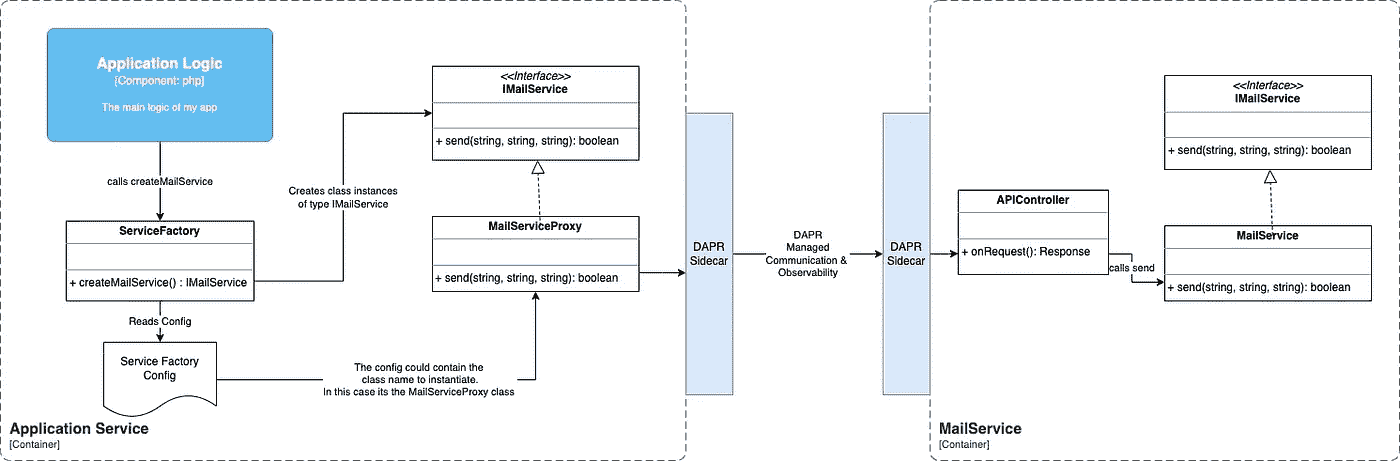 Application Logic
[Component: php]
The main logic of my app
calls createMailService
ServiceFactory
+ createMailService() : IMailService
Reads Config
Service Factory
Config
Creates class instances
of type IMailService
<<Interface>>
IMailService
+ send(string, string, string): boolean
MailServiceProxy
+ send(string, string, string): boolean
The config could contain the
class name to instantiate.
In this case its the MailServiceProxy class
Application Service
[Container]
DAPR
Sidecar
DAPR
Managed
Communication &
Observability
DAPR
Sidecar
APIController
+ onRequest(): Response
calls send
<<Interface>>
IMailService
+ send(string, string, string): boolean
MailService
+ send(string, string, string): boolean
MailService
[Container]